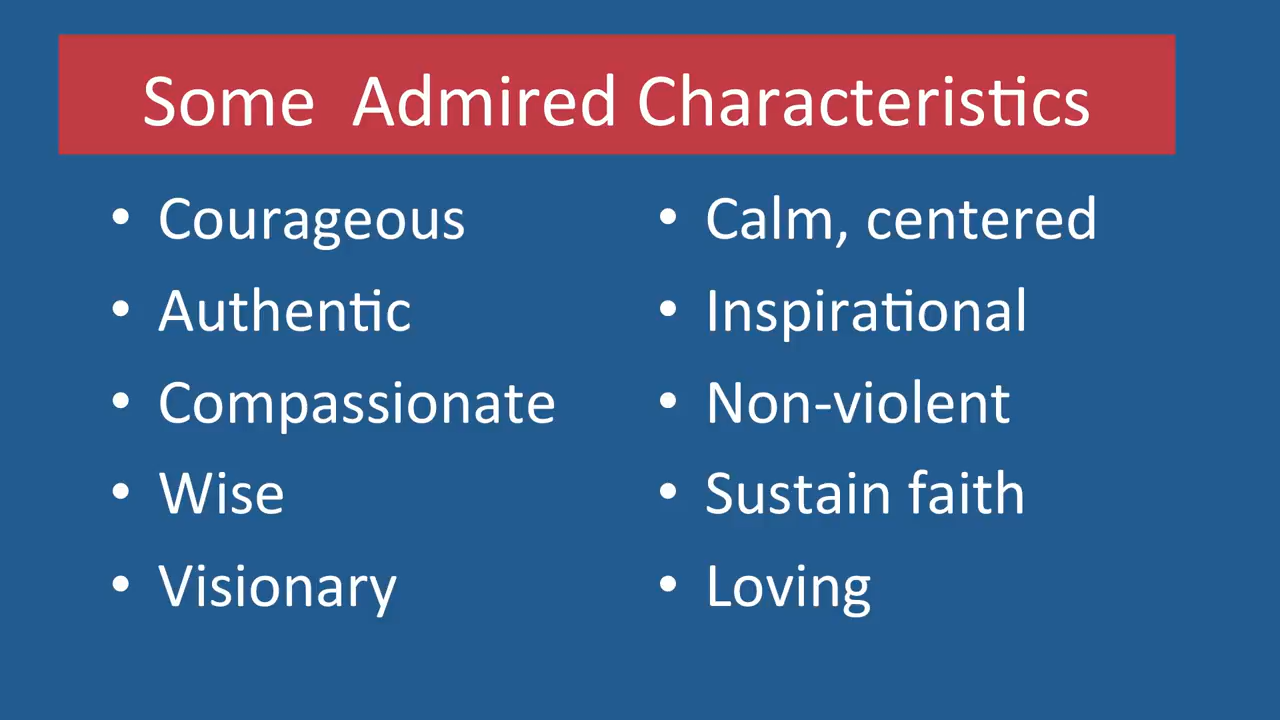 Some  Admired Characteristics
• Courageous
• Authentic
• Compassionate
• Wise
• Visionary
• Calm, centered
• Inspirational
• Non-violent
• Sustain faith
• Loving